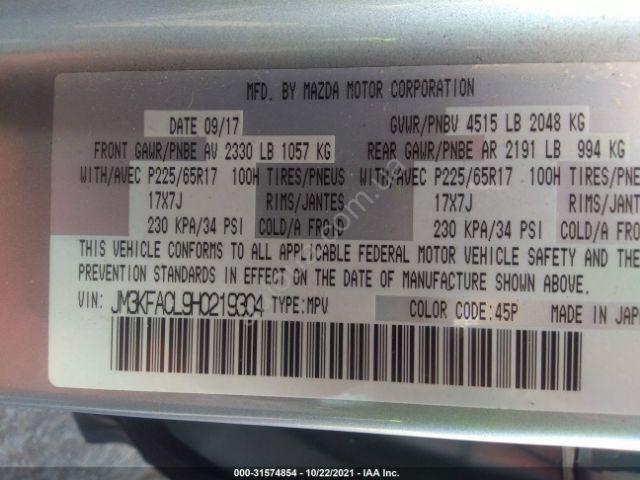 MFD. BY MAZDA MOTOR CORPORATION
DATE 09/17 GVWR/PNBV 4515 LB 2048 KG
FRONT GAWR/PNBE AV 2330 LB 1057 KG REAR GAWR/PNBE AR 2191 LB 994 KG
WITH/AVEC P225/65R17 100H TIRES/PNEUS WITH/AVEC P225/65R17 100H TIRES/PNEUS
17X7J RIMS/JANTES 17X7J RIMS/JANTES
230 KPA/34 PSI COLD/A FROI 230 KPA/34 PSI COLD/A
THIS VEHICLE CONFORMS TO ALL APPLICABLE FEDERAL MOTOR VEHICLE SAFETY AND THE
PREVENTION STANDARDS IN EFFECT ON THE DATE OF MANUFACTURE SHOWN ABOVE.
VIN: JM3KFACL9H0219304 TYPE:MPV COLOR CODE:45P MADE IN JAP
000-31574854 10/22/2021 IAA Inc.